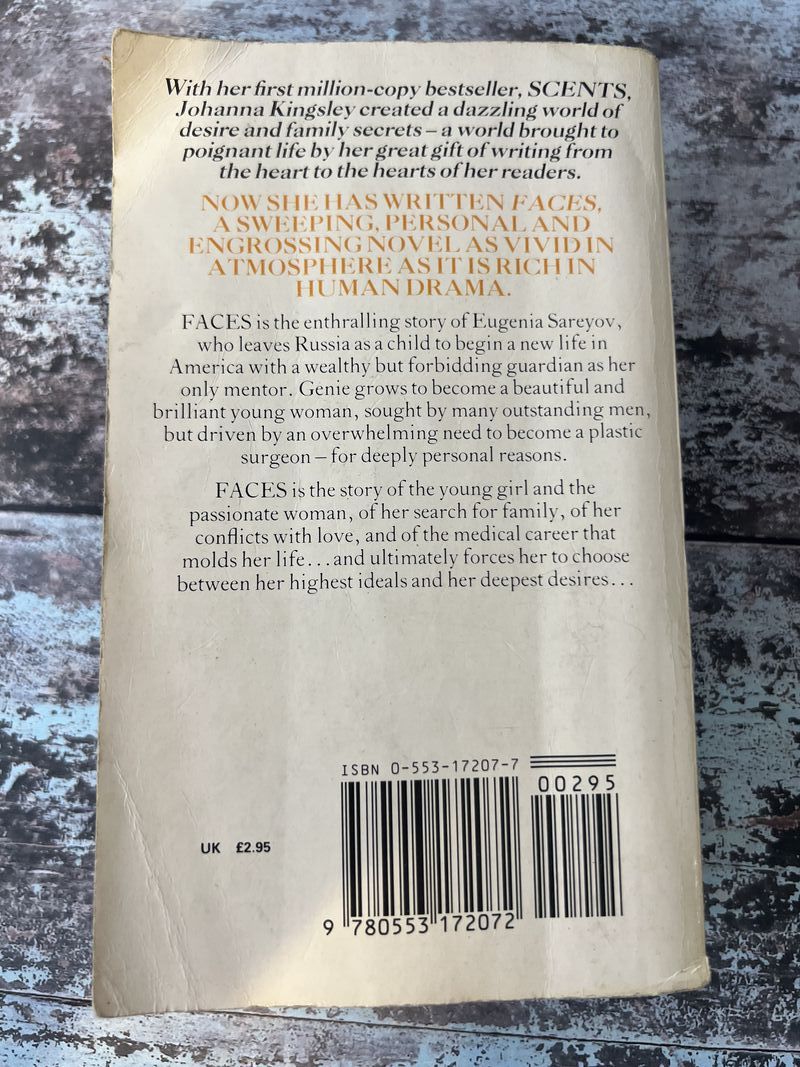 With her first million-copy bestseller, SCENTS,
Johanna Kingsley created a dazzling world of
desire and family secrets – a world brought to
poignant life by her great gift of writing from
the heart to the hearts of her readers.
NOW SHE HAS WRITTEN FACES,
A SWEEPING, PERSONAL AND
ENGROSSING NOVEL AS VIVID IN
ATMOSPHERE AS IT IS RICH IN
HUMAN DRAMA.
FACES is the enthralling story of Eugenia Sareyov,
who leaves Russia as a child to begin a new life in
America with a wealthy but forbidding guardian as her
only mentor. Genie grows to become a beautiful and
brilliant young woman, sought by many outstanding men,
but driven by an overwhelming need to become a plastic
surgeon – for deeply personal reasons.
FACES is the story of the young girl and the
passionate woman, of her search for family, of her
conflicts with love, and of the medical career that
molds her life...and ultimately forces her to choose
between her highest ideals and her deepest desires...
ISBN 0-553-17207-7
00295
UK £2.95
9 780553 172072